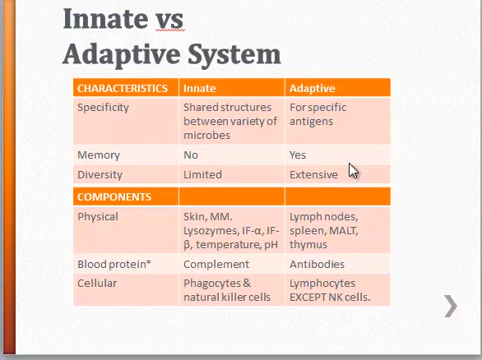 Innate vs
Adaptive System
CHARACTERISTICS Innate Adaptive
Specificity Shared structures For specific
between variety of antigens
microbes
Memory No Yes
Diversity Limited Extensive
COMPONENTS
Physical Skin, MM. Lymph nodes,
Lysozymes, IF-α, IF- spleen, MALT,
β, temperature, pH thymus
Blood protein* Complement Antibodies
Cellular Phagocytes & Lymphocytes
natural killer cells EXCEPT NK cells.